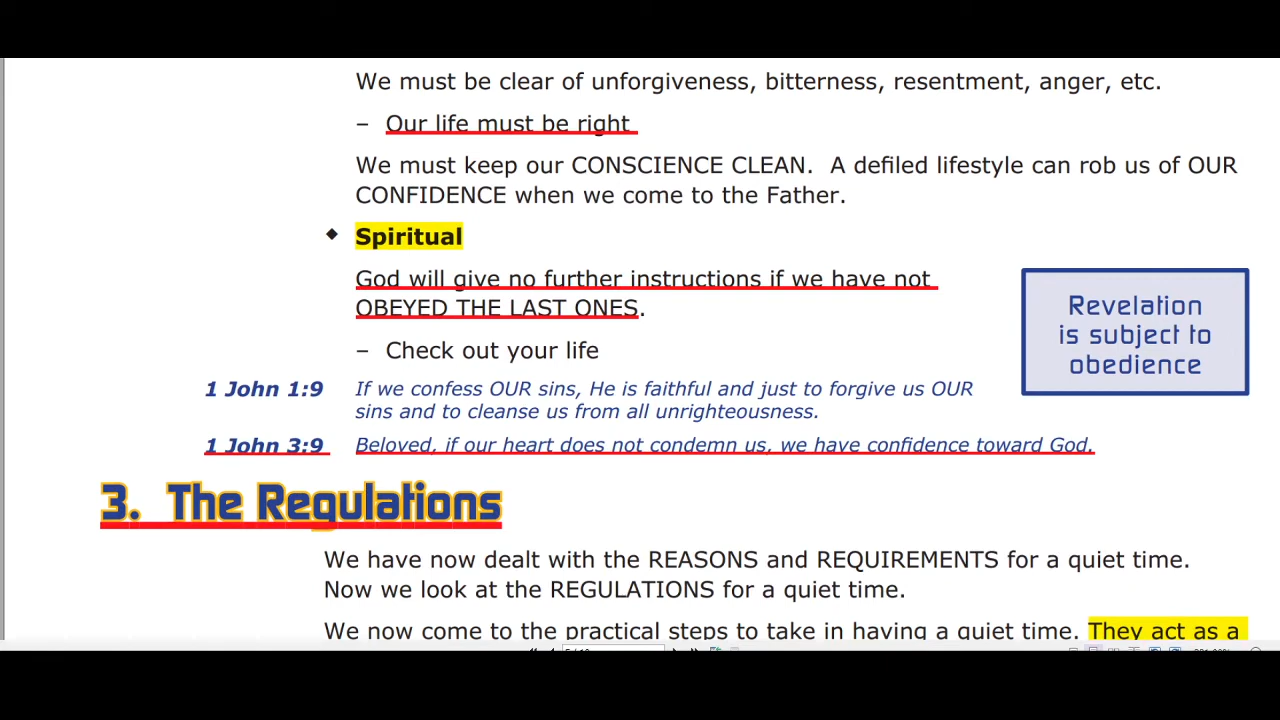 We must be clear of unforgiveness, bitterness, resentment, anger, etc.
– Our life must be right
We must keep our CONSCIENCE CLEAN. A defiled lifestyle can rob us of OUR
CONFIDENCE when we come to the Father.
◆ Spiritual
God will give no further instructions if we have not
OBEYED THE LAST ONES.
– Check out your life
Revelation
is subject to
obedience
1 John 1:9 If we confess OUR sins, He is faithful and just to forgive us OUR
sins and to cleanse us from all unrighteousness.
1 John 3:9 Beloved, if our heart does not condemn us, we have confidence toward God.
3. The Regulations
We have now dealt with the REASONS and REQUIREMENTS for a quiet time.
Now we look at the REGULATIONS for a quiet time.
We now come to the practical steps to take in having a quiet time. They act as a